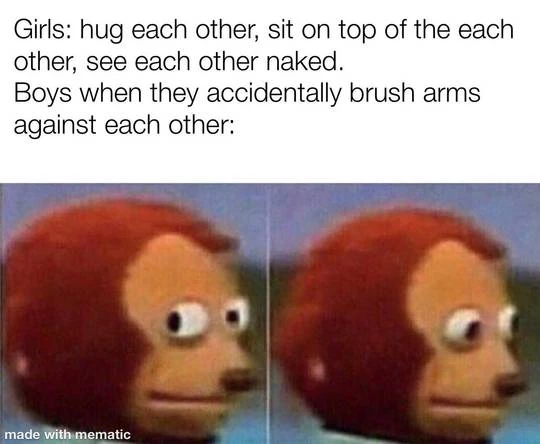 Girls: hug each other, sit on top of the each
other, see each other naked.
Boys when they accidentally brush arms
against each other:
made with mematic